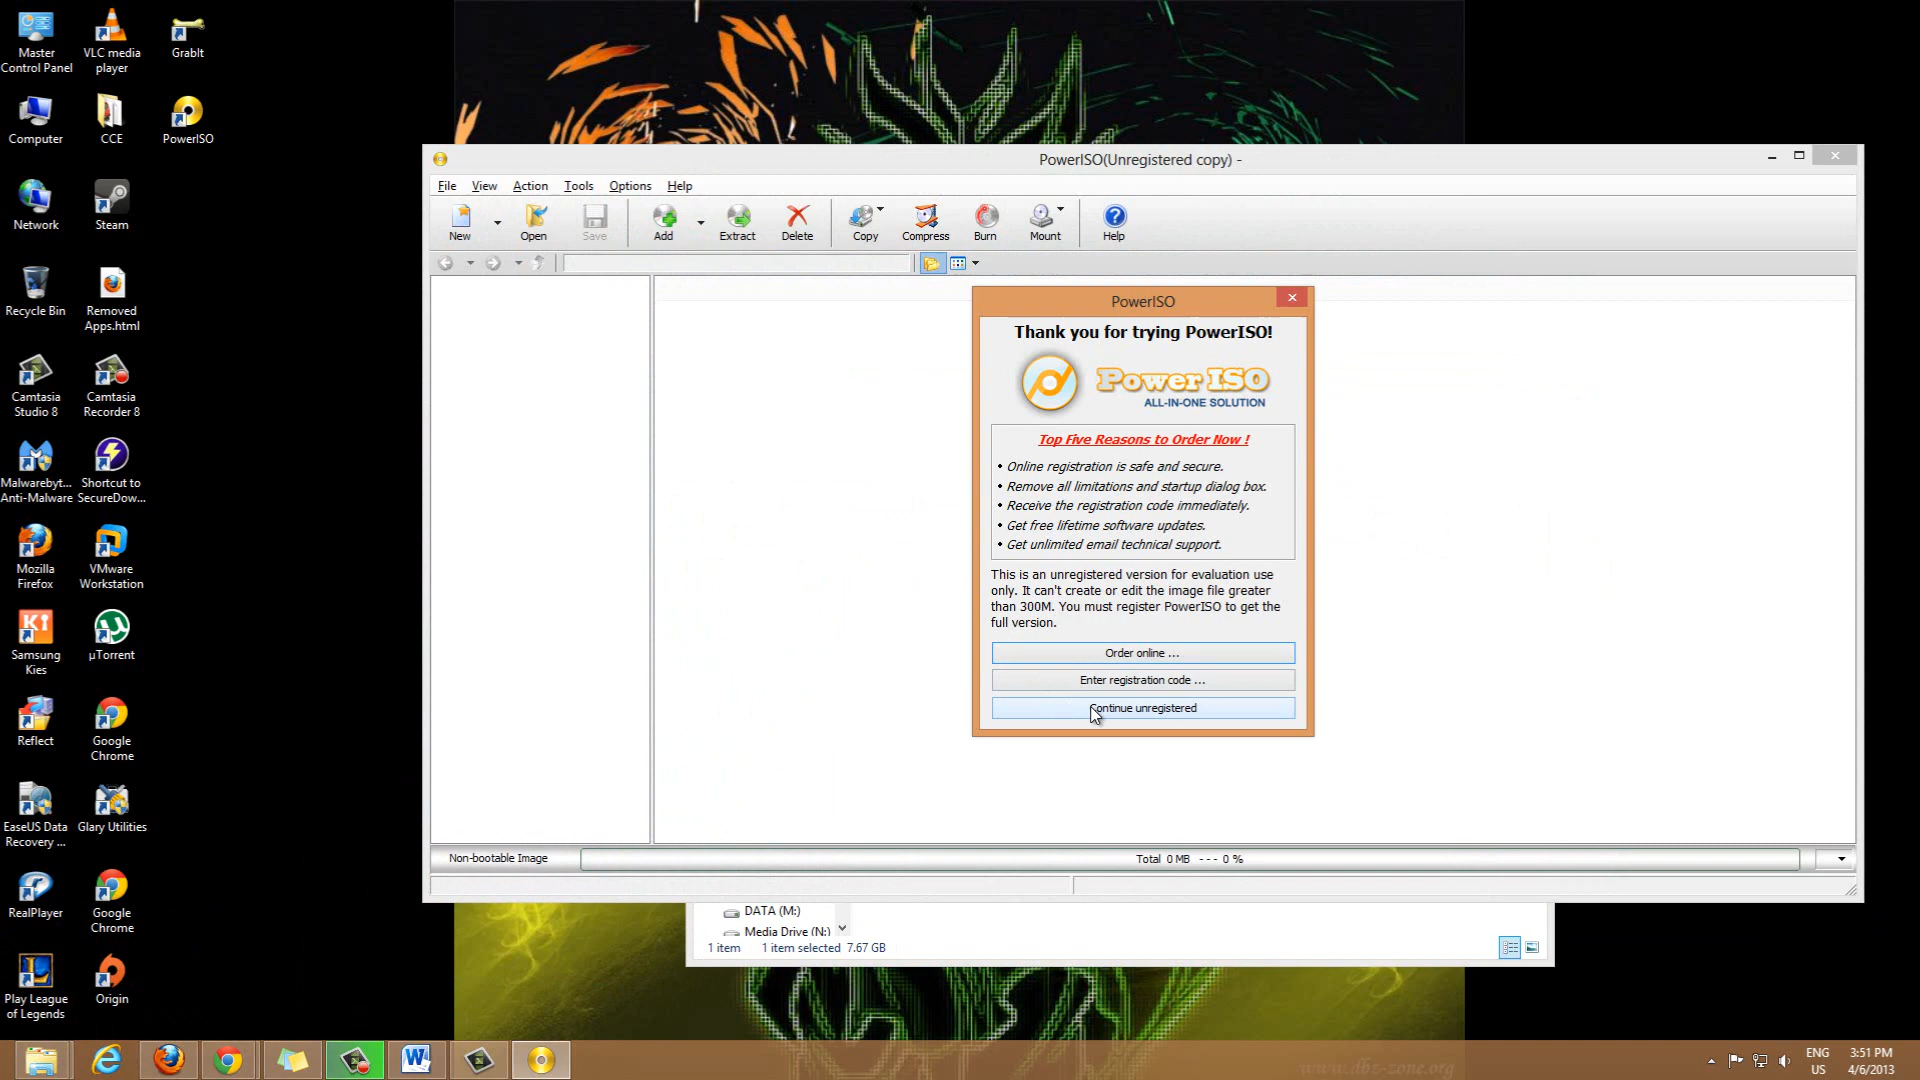 Master
Control Panel
VLC media
player
GrabIt
Computer
CCE
PowerISO
Network
Steam
Recycle Bin
Removed
Apps.html
Camtasia
Studio 8
Camtasia
Recorder 8
Malwarebyt...
Anti-Malware
Shortcut to
SecureDow...
Mozilla
Firefox
VMware
Workstation
Samsung
Kies
µTorrent
Reflect
Google
Chrome
EaseUS Data
Recovery ...
Glary Utilities
RealPlayer
Google
Chrome
Play League
of Legends
Origin
PowerISO(Unregistered copy) -
File View Action Tools Options Help
New Open Save Add Extract Delete Copy Compress Burn Mount Help
PowerISO
Thank you for trying PowerISO!
Power ISO
ALL-IN-ONE SOLUTION
Top Five Reasons to Order Now !
• Online registration is safe and secure.
• Remove all limitations and startup dialog box.
• Receive the registration code immediately.
• Get free lifetime software updates.
• Get unlimited email technical support.
This is an unregistered version for evaluation use
only. It can't create or edit the image file greater
than 300M. You must register PowerISO to get the
full version.
Order online ...
Enter registration code ...
Continue unregistered
Non-bootable Image
Total 0 MB --- 0 %
DATA (M:)
Media Drive (N:)
1 item 1 item selected 7.67 GB
www.dbz-zone.org
ENG
US
3:51 PM
4/6/2013